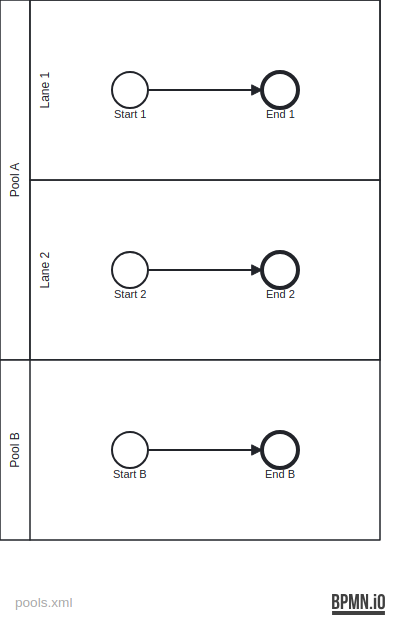 Pool A
Lane 1
Start 1
End 1
Lane 2
Start 2
End 2
Pool B
Start B
End B
pools.xml
BPMN.iO